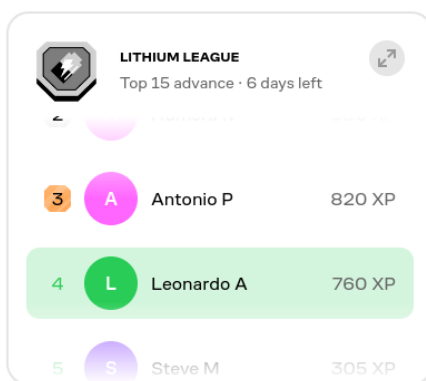 LITHIUM LEAGUE
Top 15 advance · 6 days left
2
3 A Antonio P 820 XP
4 L Leonardo A 760 XP
5 S Steve M 305 XP